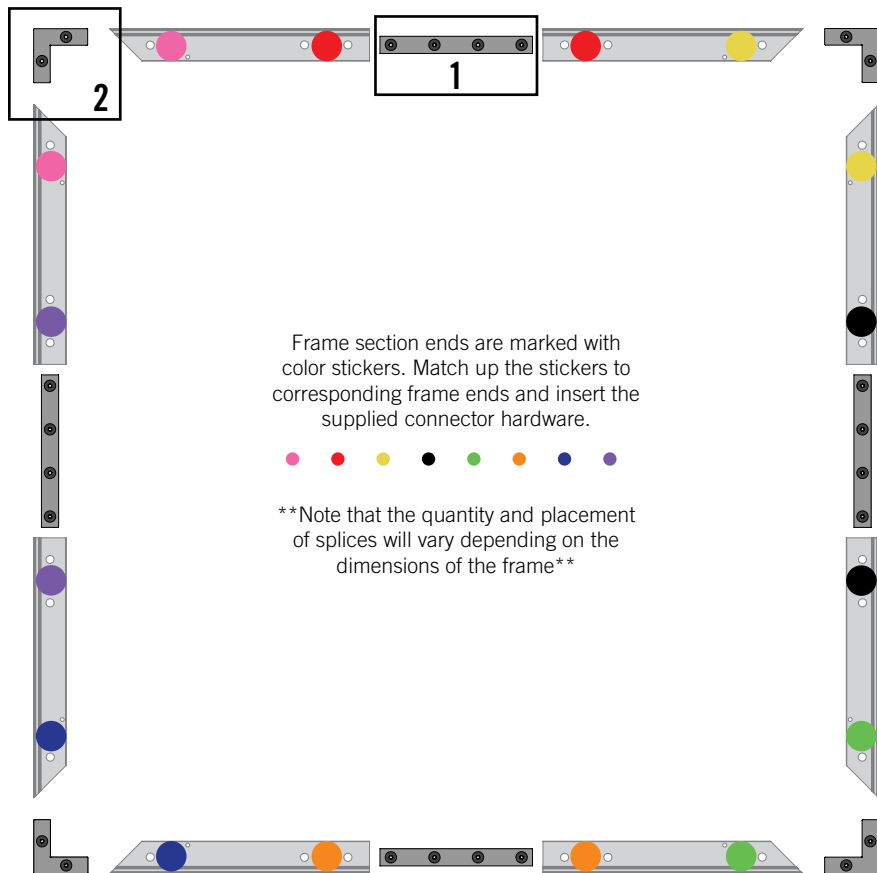 1
2
Frame section ends are marked with
color stickers. Match up the stickers to
corresponding frame ends and insert the
supplied connector hardware.
**Note that the quantity and placement
of splices will vary depending on the
dimensions of the frame**